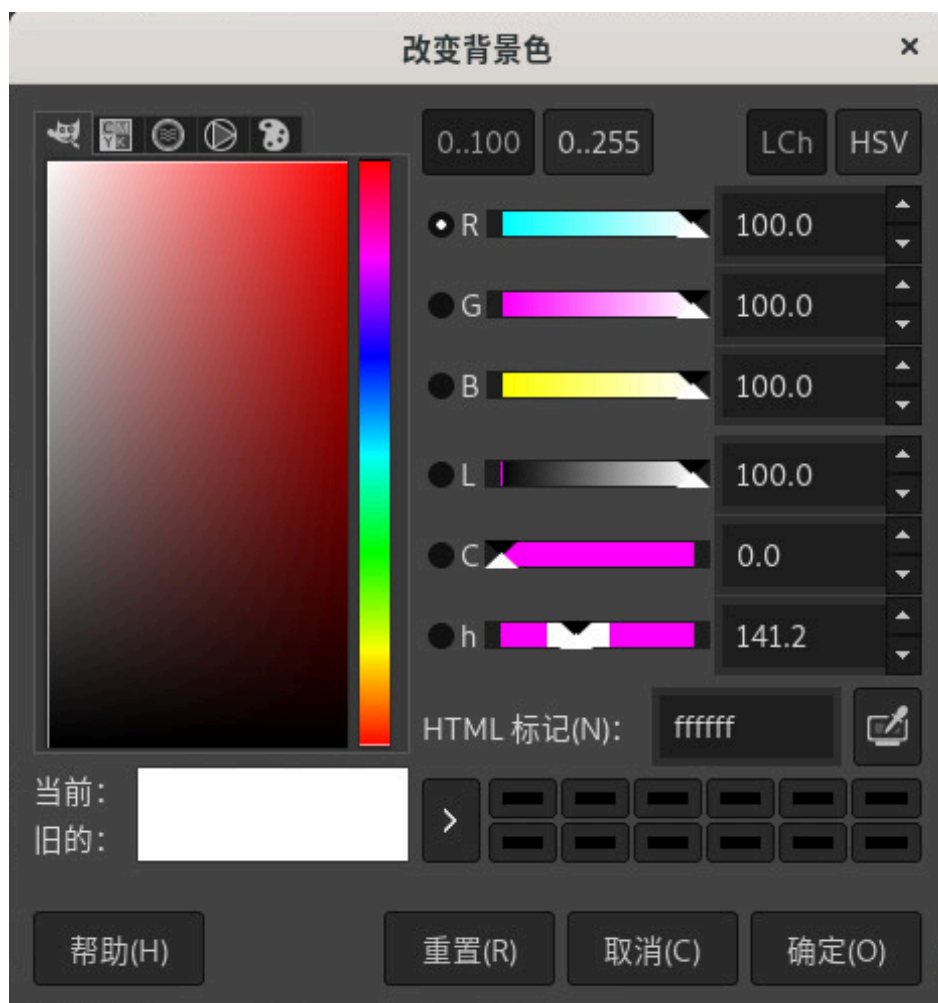 改变背景色 ×
0..100 0..255 LCh HSV
R 100.0
G 100.0
B 100.0
L 100.0
C 0.0
h 141.2
HTML 标记(N): ffffff
当前:
旧的:
>
帮助(H) 重置(R) 取消(C) 确定(O)